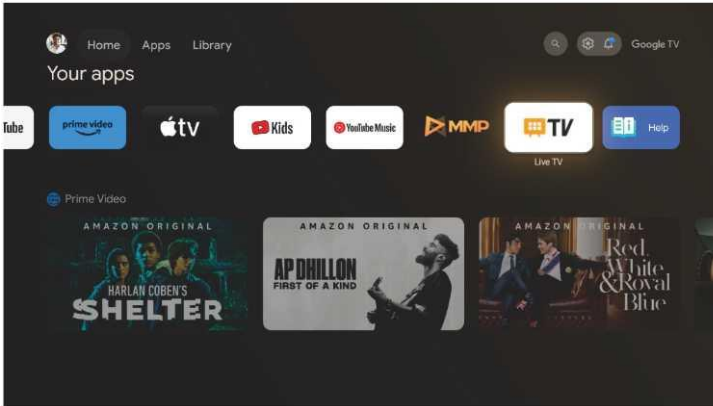 Home Apps Library
Google TV
Your apps
Tube
prime video
tv
Kids
YouTube Music
MMP
TV
Help
Live TV
Prime Video
AMAZON ORIGINAL
HARLAN COBEN'S
SHELTER
AMAZON ORIGINAL
AP DHILLON
FIRST OF A KIND
AMAZON ORIGINAL
Red,
White
& Royal
Blue